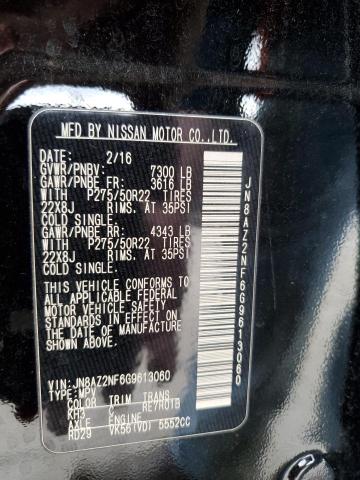 MFD BY NISSAN MOTOR CO.,LTD.
DATE: 2/16
GVWR/PNBV: 7300 LB
GAWR/PNBE FR: 3616 LB
WITH P275/50R22 TIRES
22X8J RIMS. AT 35PSI
COLD SINGLE.
GAWR/PNBE RR: 4343 LB
WITH P275/50R22 TIRES
22X8J RIMS. AT 35PSI
COLD SINGLE.
THIS VEHICLE CONFORMS
TO ALL APPLICABLE
FEDERAL MOTOR VEHICLE
MOTOR VEHICLE SAFETY
STANDARDS IN EFFECT
ON THE DATE OF
MANUFACTURE SHOWN
ABOVE.
VIN: JN8AZ2NF6G9613060
TYPE: MPV
COLOR TRIM TRANS
KH3 C RE7R01B
AXLE ENGINE
RD29 VK56(VD) 5552CC
JN8AZ2NF6G9613060